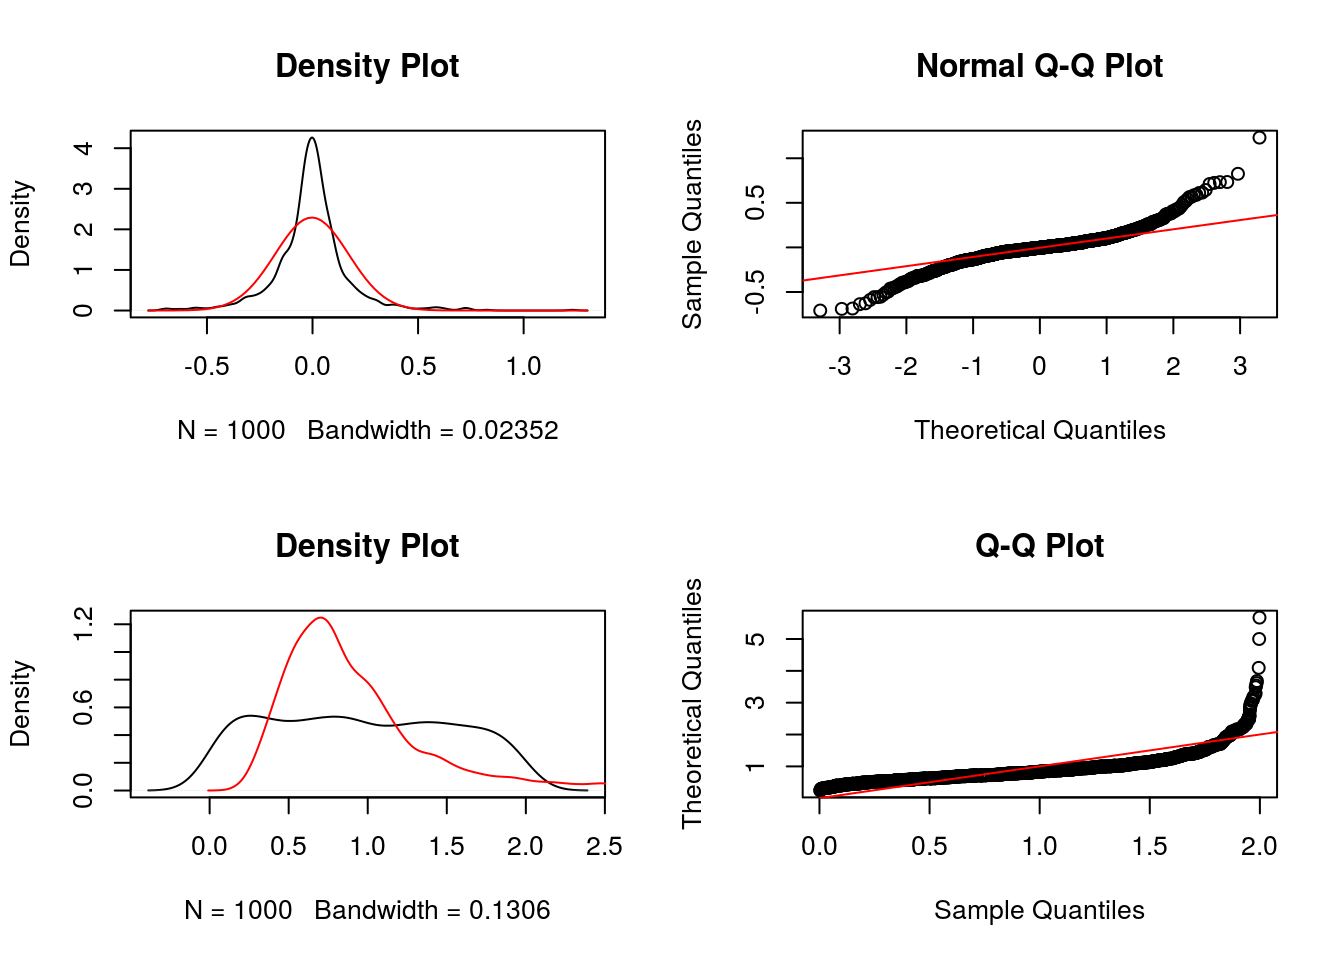 Density Plot
Density
0 1 2 3 4
-0.5 0.0 0.5 1.0
N = 1000 Bandwidth = 0.02352
Normal Q-Q Plot
Sample Quantiles
-0.5 0.5
-3 -2 -1 0 1 2 3
Theoretical Quantiles
Density Plot
Density
0.0 0.6 1.2
0.0 0.5 1.0 1.5 2.0 2.5
N = 1000 Bandwidth = 0.1306
Q-Q Plot
Theoretical Quantiles
1 3 5
0.0 0.5 1.0 1.5 2.0
Sample Quantiles